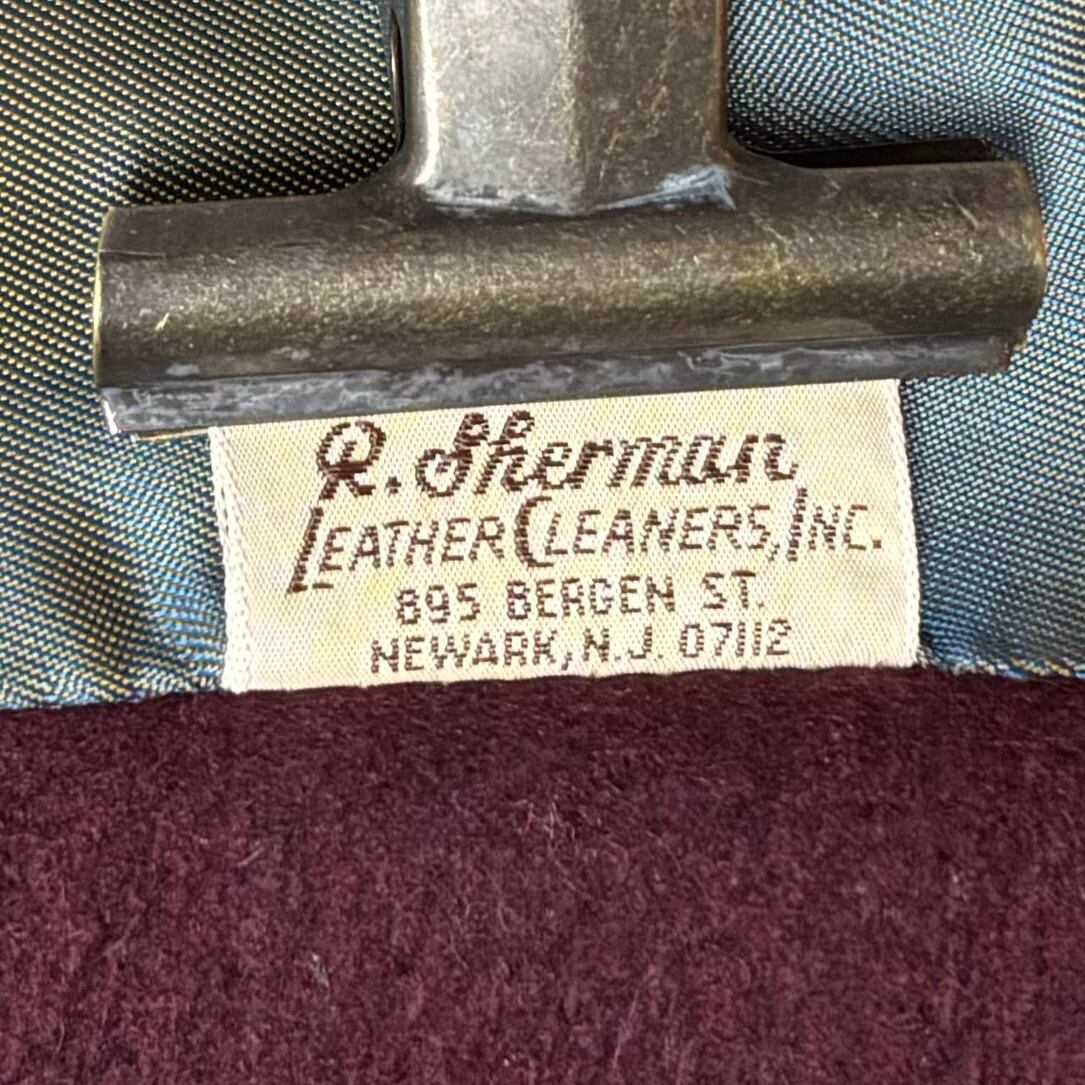 R. Sherman
LEATHER CLEANERS, INC.
895 BERGEN ST.
NEWARK, N.J. 07112